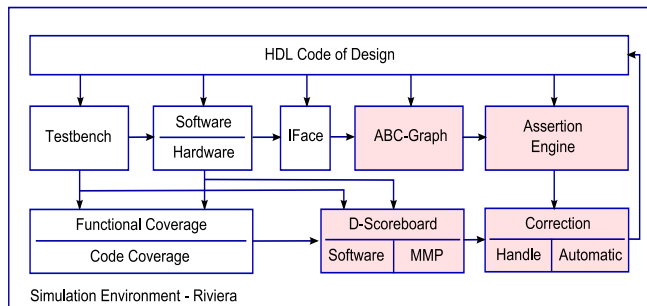 HDL Code of Design
Testbench
Software
Hardware
IFace
ABC-Graph
Assertion
Engine
Functional Coverage
Code Coverage
D-Scoreboard
Software
MMP
Correction
Handle
Automatic
Simulation Environment - Riviera